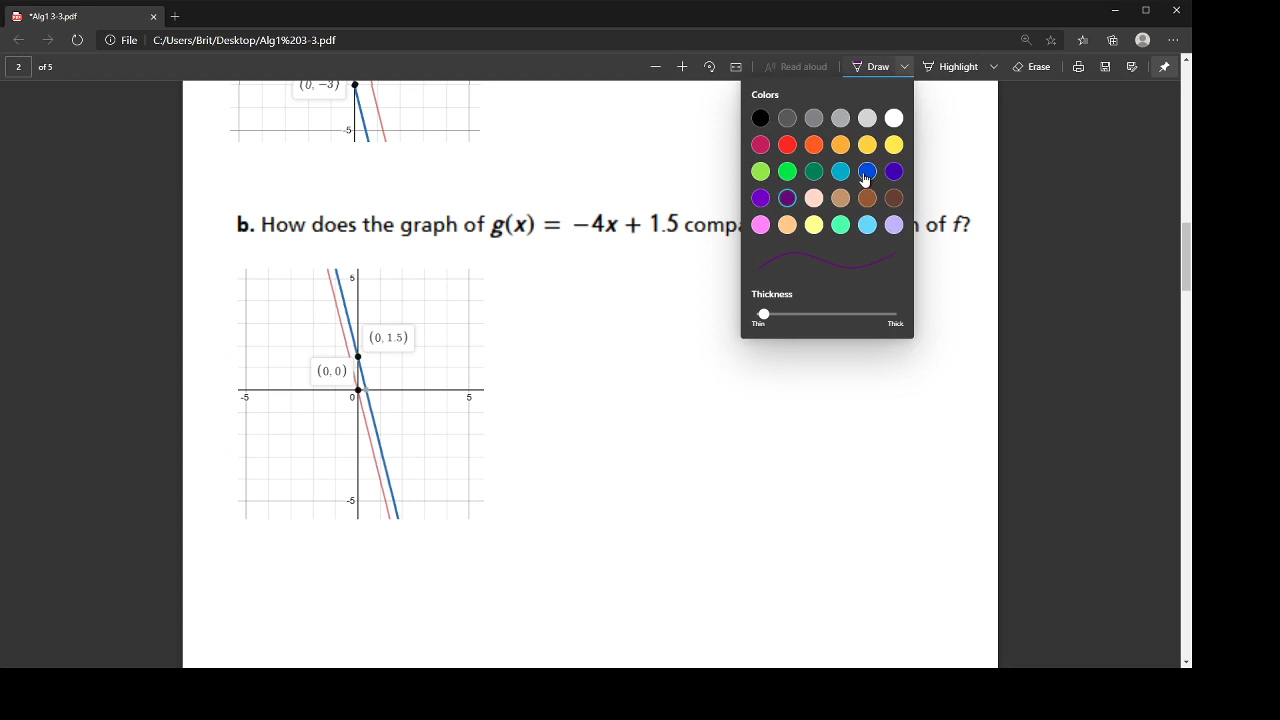 *Alg1 3-3.pdf
File C:/Users/Brit/Desktop/Alg1%203-3.pdf
2 of 5 Read aloud Draw Highlight Erase
Colors
Thickness
Thin Thick
(0, −3)
-5
b. How does the graph of g(x) = −4x + 1.5 of f?
5
(0, 1.5)
(0, 0)
-5 0 5
-5